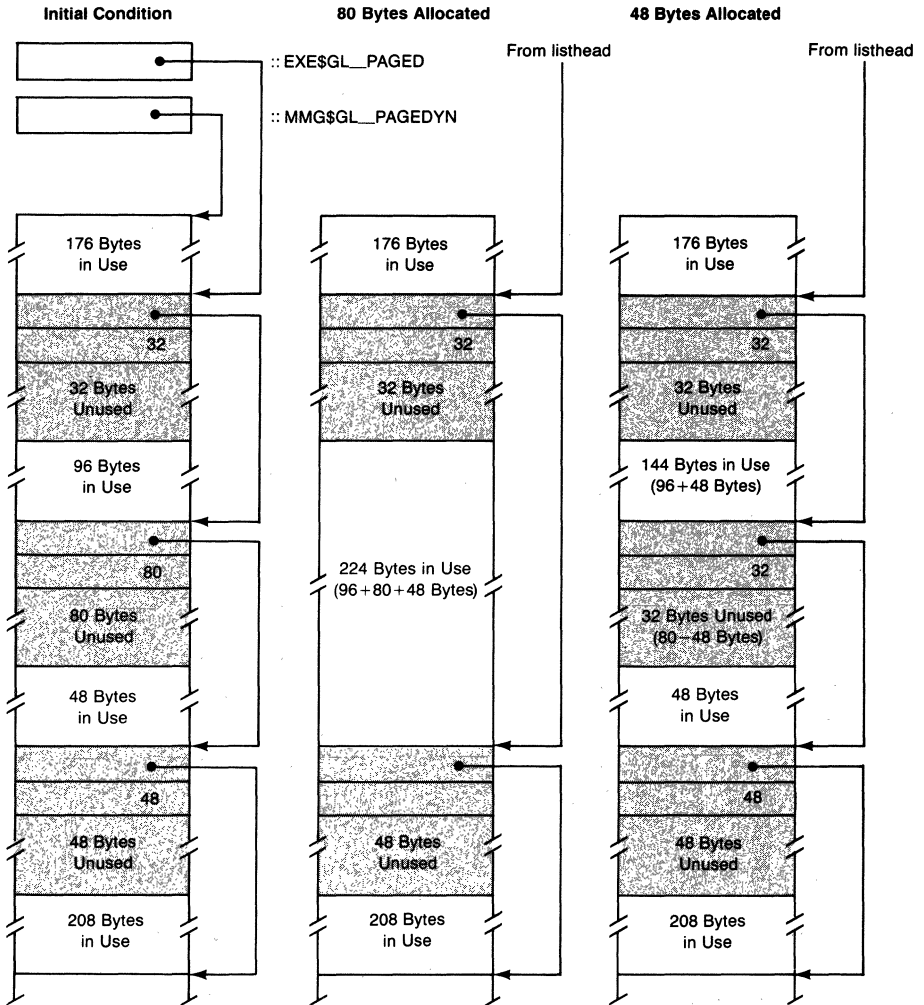 Initial Condition
80 Bytes Allocated
48 Bytes Allocated
:: EXE$GL__PAGED
:: MMG$GL__PAGEDYN
From listhead
From listhead
176 Bytes
in Use
32
32 Bytes
Unused
96 Bytes
in Use
80
80 Bytes
Unused
48 Bytes
in Use
48
48 Bytes
Unused
208 Bytes
in Use
176 Bytes
in Use
32
32 Bytes
Unused
224 Bytes in Use
(96+80+48 Bytes)
48 Bytes
Unused
208 Bytes
in Use
176 Bytes
in Use
32
32 Bytes
Unused
144 Bytes in Use
(96+48 Bytes)
32
32 Bytes Unused
(80−48 Bytes)
48 Bytes
in Use
48
48 Bytes
Unused
208 Bytes
in Use